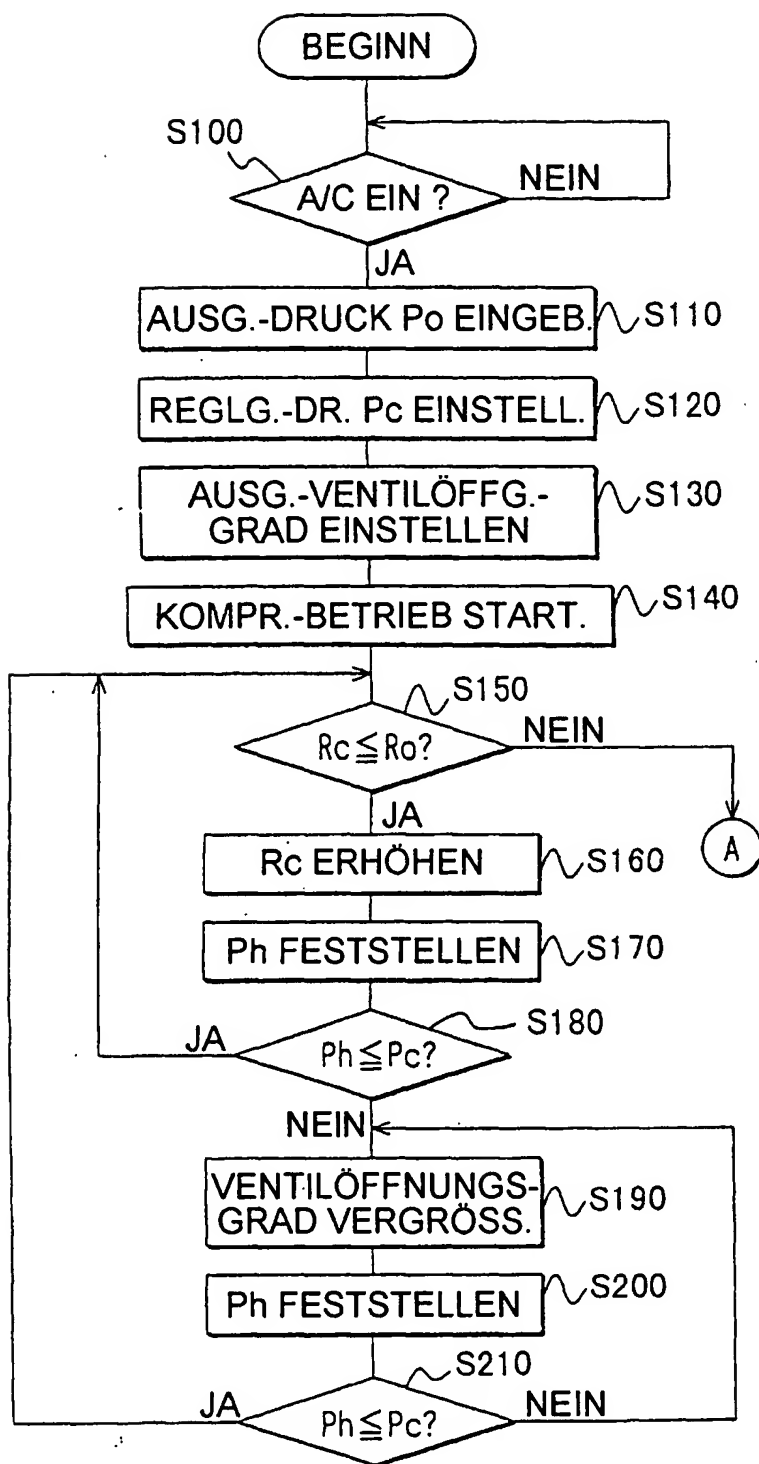 BEGINN
S100
A/C EIN ?
NEIN
JA
AUSG.-DRUCK Po EINGEB.
S110
REGLG.-DR. Pc EINSTELL.
S120
AUSG.-VENTILÖFFG.-
GRAD EINSTELLEN
S130
KOMPR.-BETRIEB START.
S140
S150
Rc≦Ro?
NEIN
JA
A
Rc ERHÖHEN
S160
Ph FESTSTELLEN
S170
S180
JA
Ph≦Pc?
NEIN
VENTILÖFFNUNGS-
GRAD VERGRÖSS.
S190
Ph FESTSTELLEN
S200
S210
JA
Ph≦Pc?
NEIN